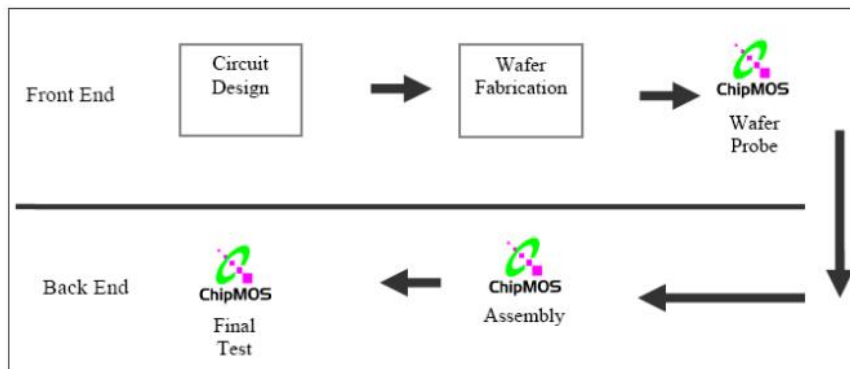 Front End
Circuit
Design
Wafer
Fabrication
ChipMOS
Wafer
Probe
Back End
ChipMOS
Final
Test
ChipMOS
Assembly